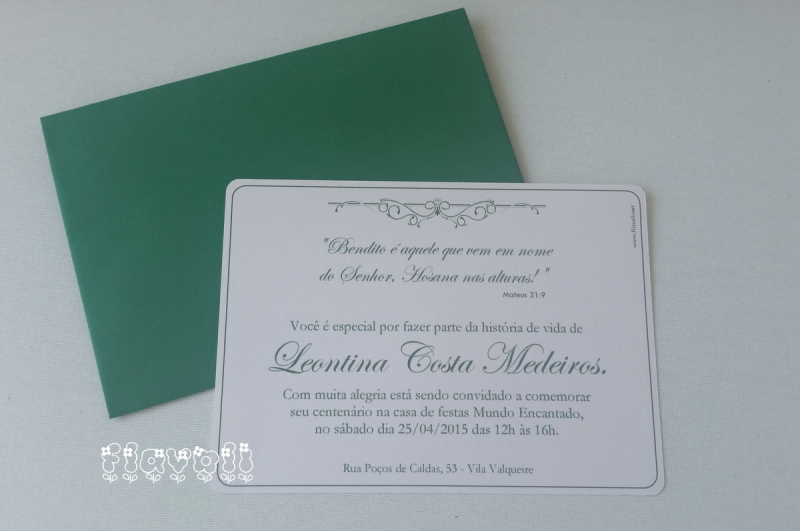 "Bendito é aquele que vem em nome
do Senhor, Hosana nas alturas! "
Mateus 21:9
Você é especial por fazer parte da história de vida de
Leontina Costa Medeiros.
Com muita alegria está sendo convidado a comemorar
seu centenário na casa de festas Mundo Encantado,
no sábado dia 25/04/2015 das 12h às 16h.
Rua Poços de Caldas, 53 - Vila Valqueire
www.flavoli.net
flavoli